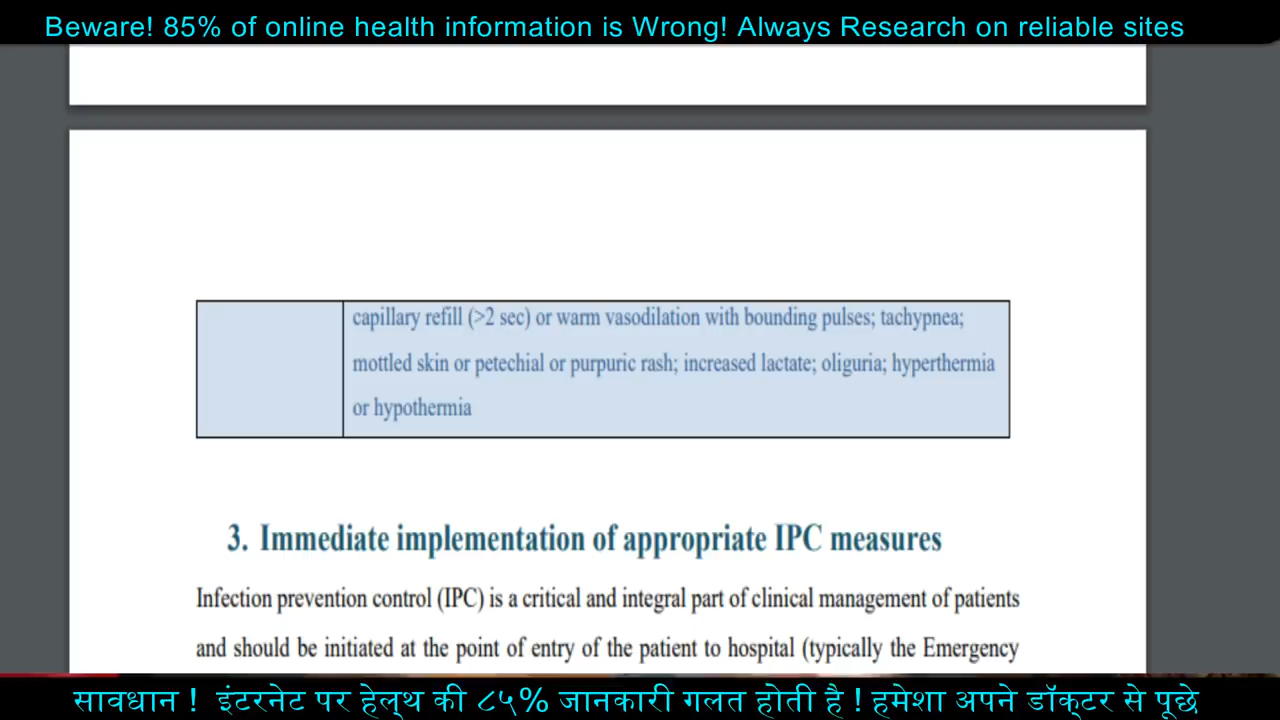 Beware! 85% of online health information is Wrong! Always Research on reliable sites
capillary refill (>2 sec) or warm vasodilation with bounding pulses; tachypnea;
mottled skin or petechial or purpuric rash; increased lactate; oliguria; hyperthermia
or hypothermia
3. Immediate implementation of appropriate IPC measures
Infection prevention control (IPC) is a critical and integral part of clinical management of patients
and should be initiated at the point of entry of the patient to hospital (typically the Emergency
सावधान ! इंटरनेट पर हेल्थ की ८५% जानकारी गलत होती है ! हमेशा अपने डॉक्टर से पूछे